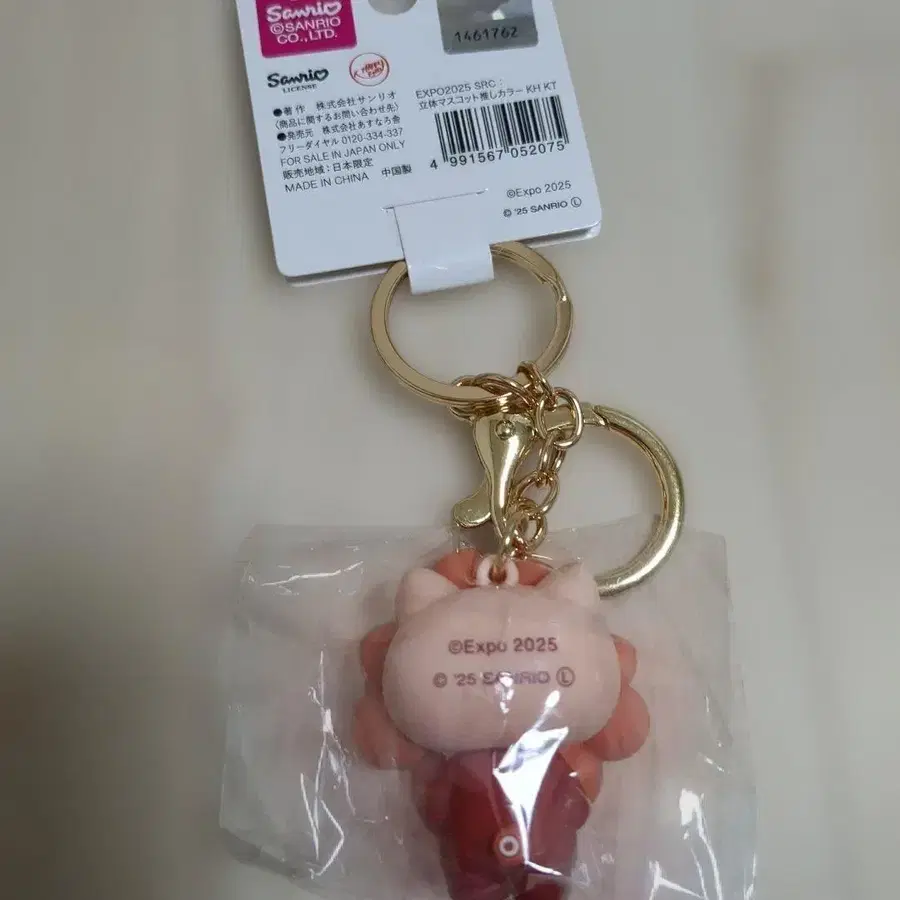 Sanrio
©SANRIO
CO.,LTD.
1461762
Sanrio
LICENSE
●著作 株式会社サンリオ
〈商品に関するお問い合わせ先〉
●発売元 株式会社あすなろ舎
フリーダイヤル 0120-334-337
FOR SALE IN JAPAN ONLY
販売地域:日本限定
MADE IN CHINA 中国製
EXPO2025 SRC:
立体マスコット推しカラー KH KT
4 991567 052075
©Expo 2025
© '25 SANRIO Ⓛ
©Expo 2025
© '25 SANRIO Ⓛ